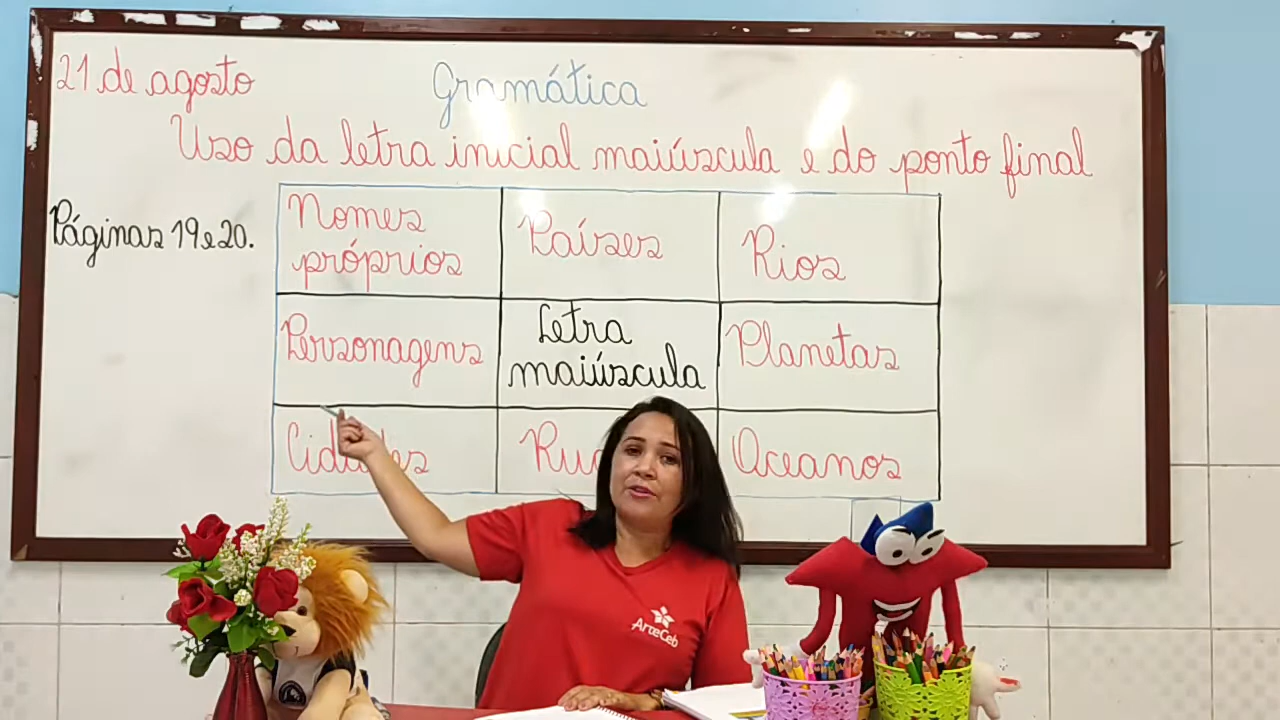 21 de agosto
Gramática
Uso da letra inicial maiúscula e do ponto final
Páginas 19 e 20.
Nomes
próprios
Países
Rios
Personagens
Letra
maiúscula
Planetas
Cidades
Oceanos
ArteCeb